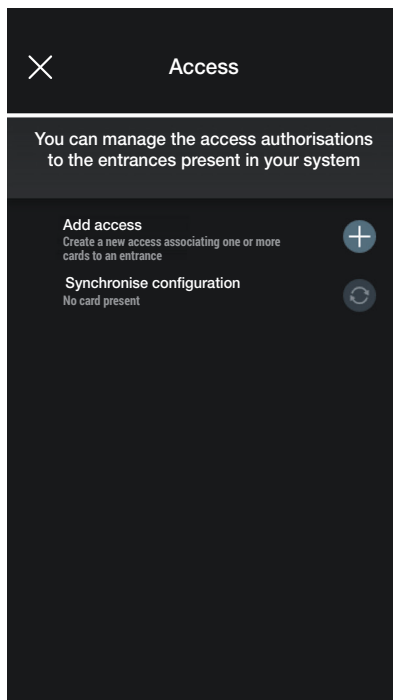 Access
You can manage the access authorisations
to the entrances present in your system
Add access
Create a new access associating one or more
cards to an entrance
Synchronise configuration
No card present